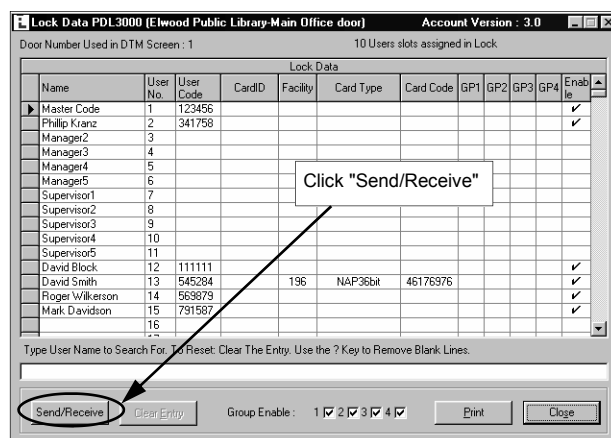 Lock Data PDL3000 (Elwood Public Library-Main Office door) Account Version : 3.0
Door Number Used in DTM Screen : 1 10 Users slots assigned in Lock
Lock Data
Name User No. User Code CardID Facility Card Type Card Code GP1 GP2 GP3 GP4 Enable
Master Code 1 123456 ✓
Phillip Kranz 2 341758 ✓
Manager2 3
Manager3 4
Manager4 5
Manager5 6
Supervisor1 7
Supervisor2 8
Supervisor3 9
Supervisor4 10
Supervisor5 11
Click "Send/Receive"
David Block 12 111111 ✓
David Smith 13 545284 196 NAP36bit 46176976 ✓
Roger Wilkerson 14 569879 ✓
Mark Davidson 15 791587 ✓
16
Type User Name to Search For. To Reset: Clear The Entry. Use the ? Key to Remove Blank Lines.
Send/Receive Clear Entry Group Enable : 1 2 3 4 Print Close